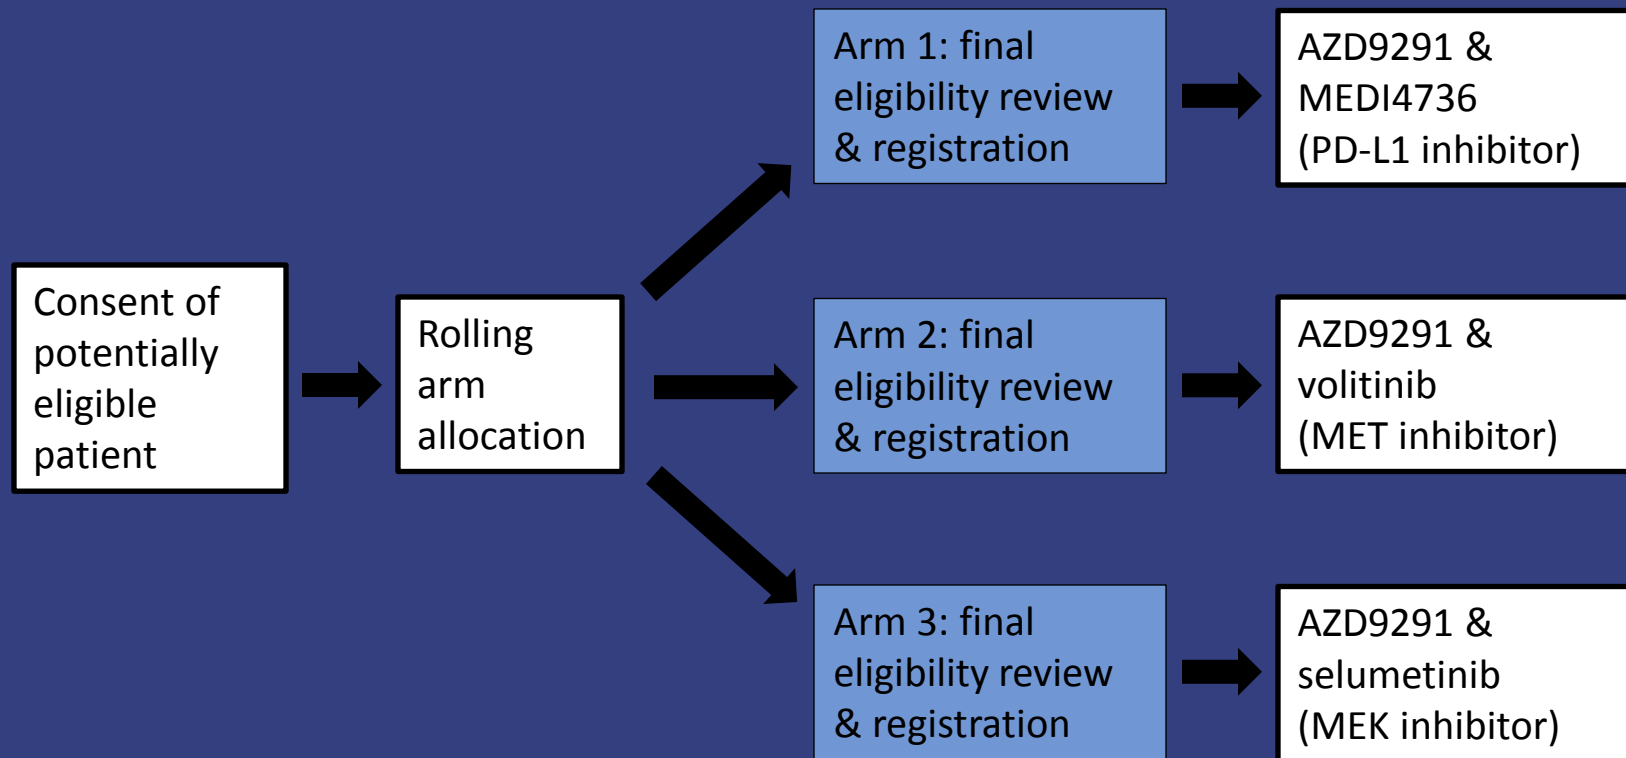 Consent of
potentially
eligible
patient
Rolling
arm
allocation
Arm 1: final
eligibility review
& registration
AZD9291 &
MEDI4736
(PD-L1 inhibitor)
Arm 2: final
eligibility review
& registration
AZD9291 &
volitinib
(MET inhibitor)
Arm 3: final
eligibility review
& registration
AZD9291 &
selumetinib
(MEK inhibitor)